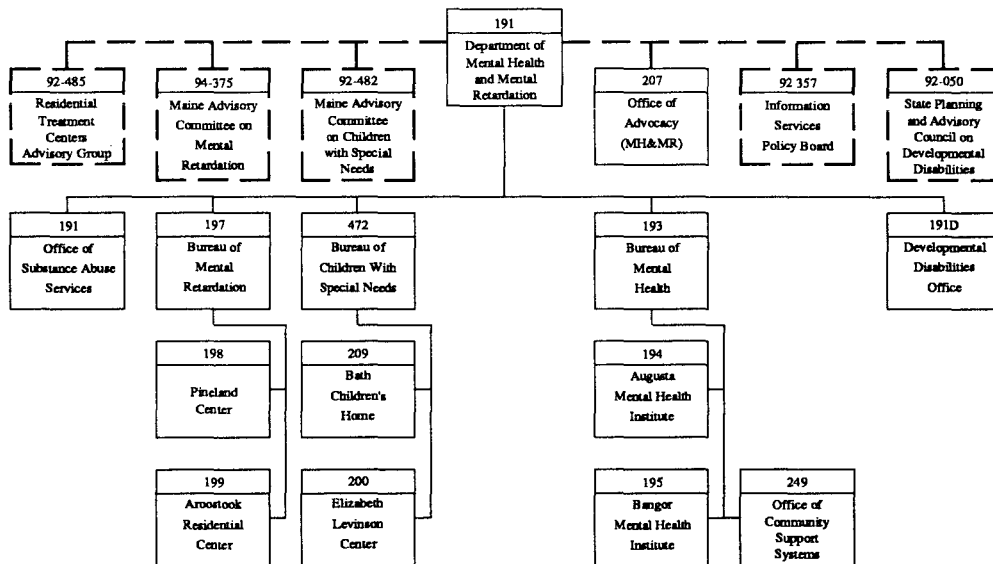 191
Department of
Mental Health
and Mental
Retardation
92-485
Residential
Treatment
Centers
Advisory Group
94-375
Maine Advisory
Committee on
Mental
Retardation
92-482
Maine Advisory
Committee
on Children
with Special
Needs
207
Office of
Advocacy
(MH&MR)
92 357
Information
Services
Policy Board
92-050
State Planning
and Advisory
Council on
Developmental
Disabilities
191
Office of
Substance Abuse
Services
197
Bureau of
Mental
Retardation
472
Bureau of
Children With
Special Needs
193
Bureau of
Mental
Health
191D
Developmental
Disabilities
Office
198
Pineland
Center
209
Bath
Children's
Home
194
Augusta
Mental Health
Institute
199
Aroostook
Residential
Center
200
Elizabeth
Levinson
Center
195
Bangor
Mental Health
Institute
249
Office of
Community
Support
Systems